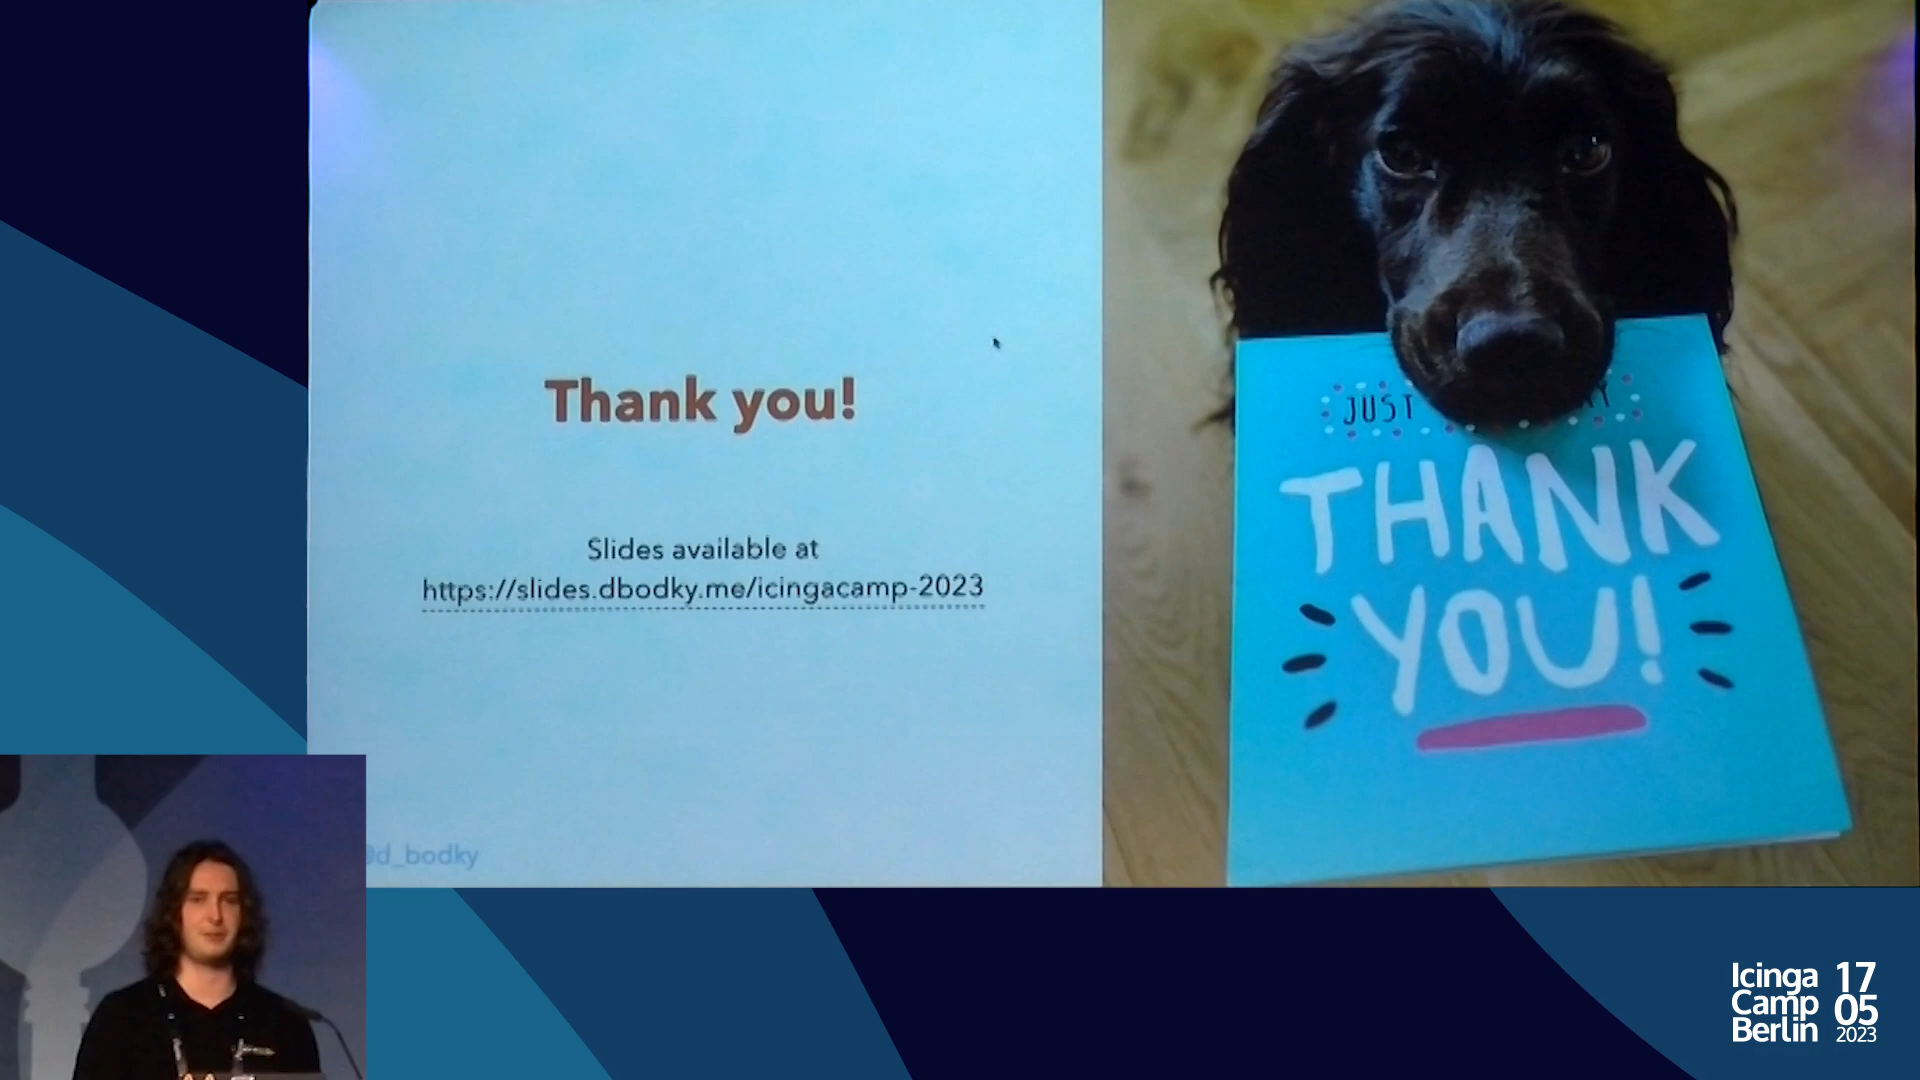 Thank you!
Slides available at
https://slides.dbodky.me/icingacamp-2023
@d_bodky
JUST
THANK
YOU!
Icinga
Camp
Berlin
17
05
2023